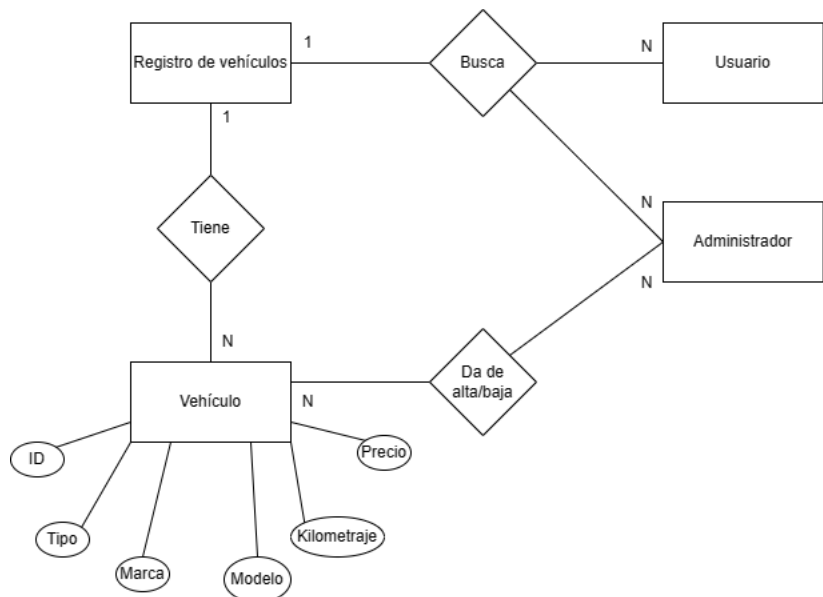 Registro de vehículos
1
Busca
N
Usuario
1
Tiene
N
Administrador
N
N
Vehículo
N
Da de
alta/baja
ID
Precio
Tipo
Kilometraje
Marca
Modelo